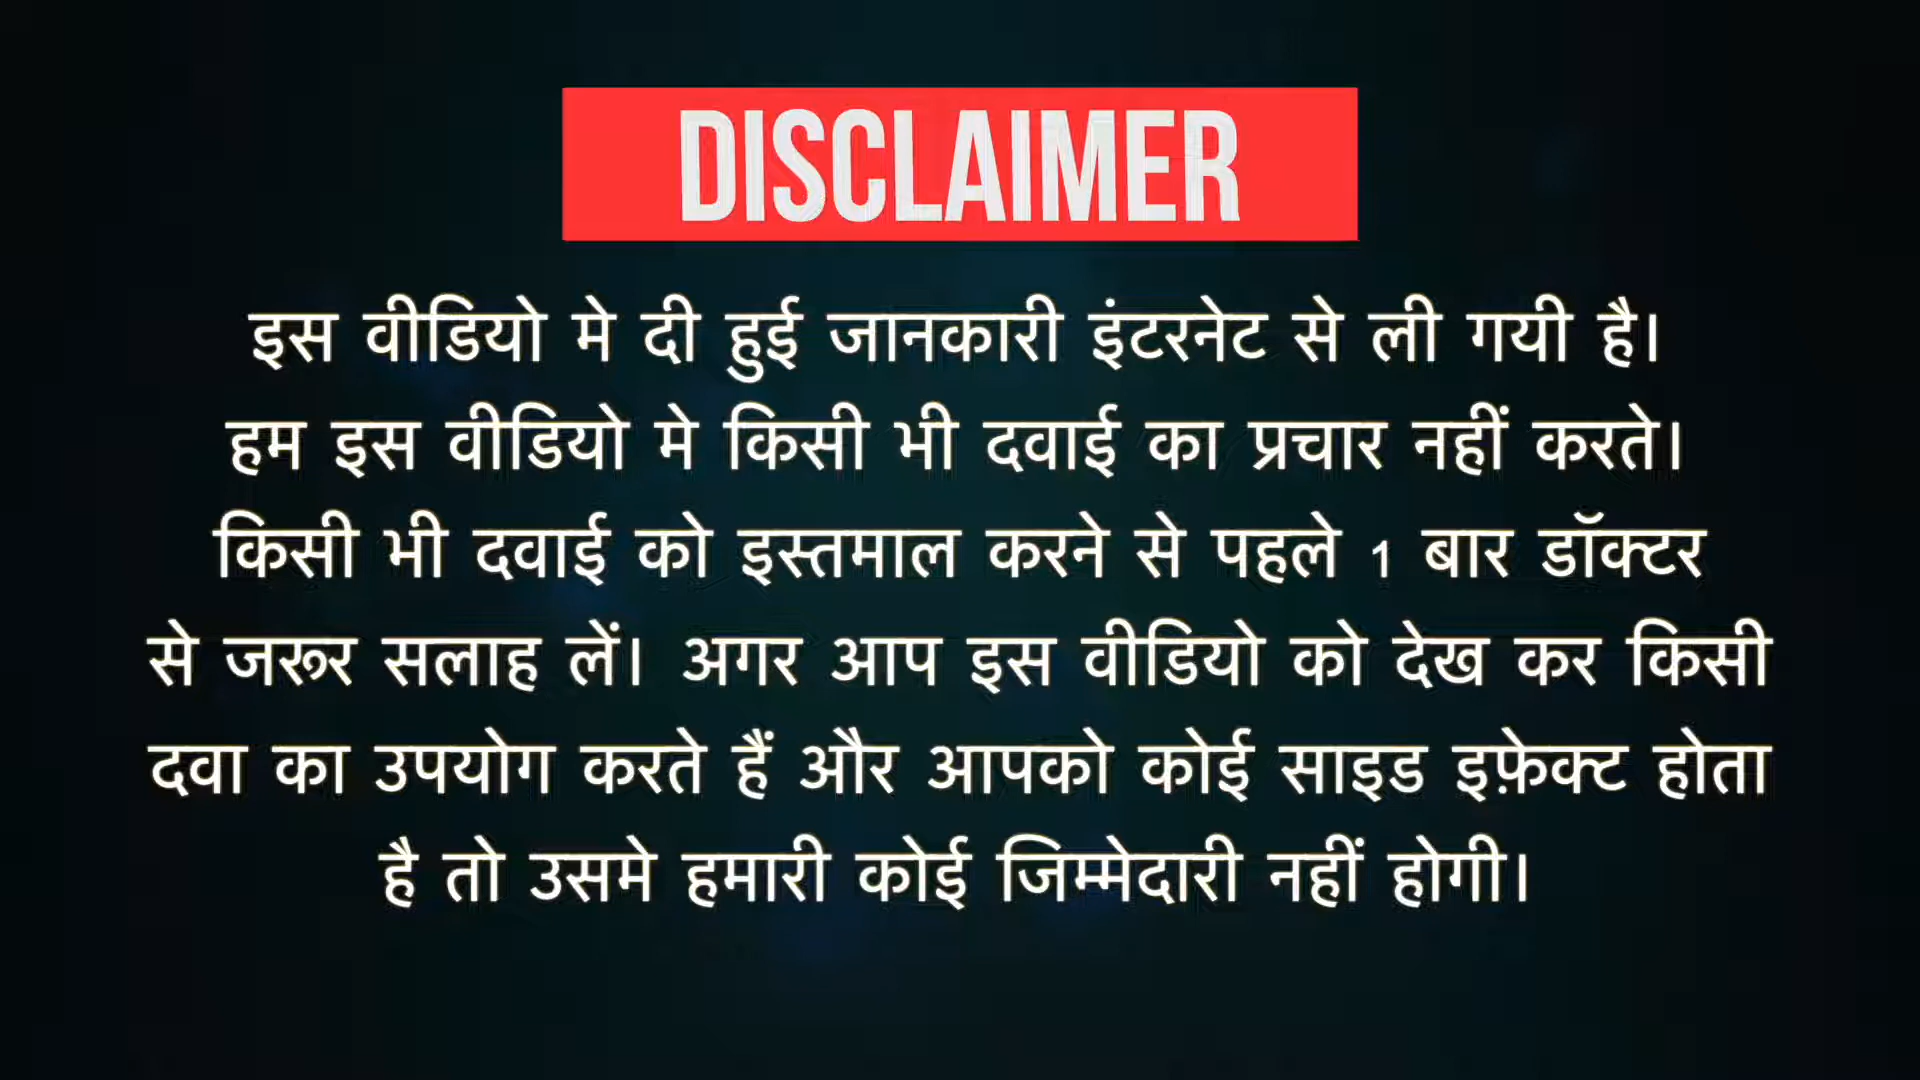 DISCLAIMER
इस वीडियो मे दी हुई जानकारी इंटरनेट से ली गयी है।
हम इस वीडियो मे किसी भी दवाई का प्रचार नहीं करते।
किसी भी दवाई को इस्तमाल करने से पहले 1 बार डॉक्टर
से जरूर सलाह लें। अगर आप इस वीडियो को देख कर किसी
दवा का उपयोग करते हैं और आपको कोई साइड इफ़ेक्ट होता
है तो उसमे हमारी कोई जिम्मेदारी नहीं होगी।